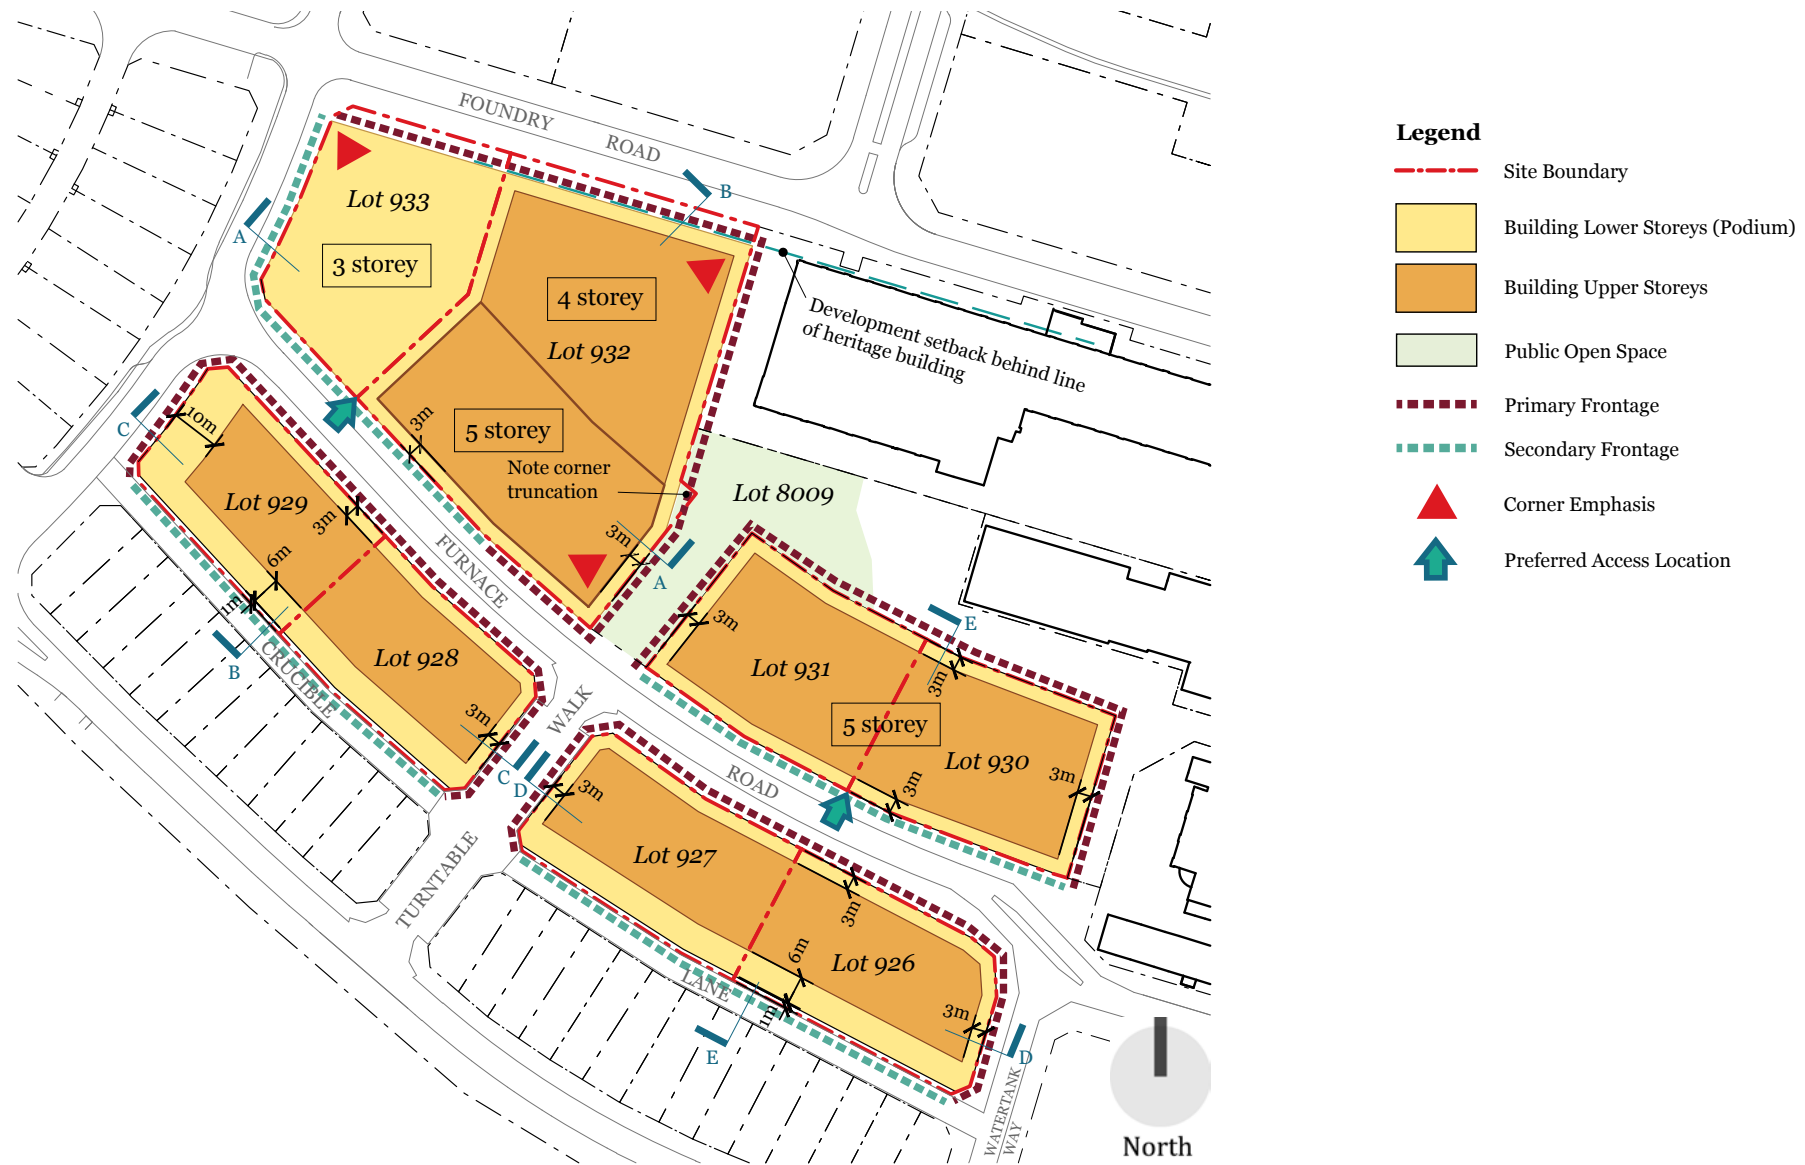 FOUNDRY ROAD
B
A
Lot 933
3 storey
4 storey
Lot 932
5 storey
3m
Note corner
truncation
Development setback behind line
of heritage building
Lot 8009
C
10m
Lot 929
3m
6m
1m
B
FURNACE
3m
A
CRUCIBLE
Lot 928
3m
C
D
WALK
3m
Lot 931
E
3m
5 storey
Lot 930
3m
3m
ROAD
3m
Lot 927
TURNTABLE
3m
6m
Lot 926
LANE
1m
E
3m
D
WATERTANK
WAY
North
Legend
Site Boundary
Building Lower Storeys (Podium)
Building Upper Storeys
Public Open Space
Primary Frontage
Secondary Frontage
Corner Emphasis
Preferred Access Location